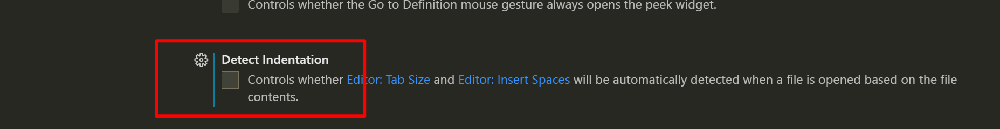 Controls whether the Go to Definition mouse gesture always opens the peek widget.
Detect Indentation
Controls whether Editor: Tab Size and Editor: Insert Spaces will be automatically detected when a file is opened based on the file
contents.